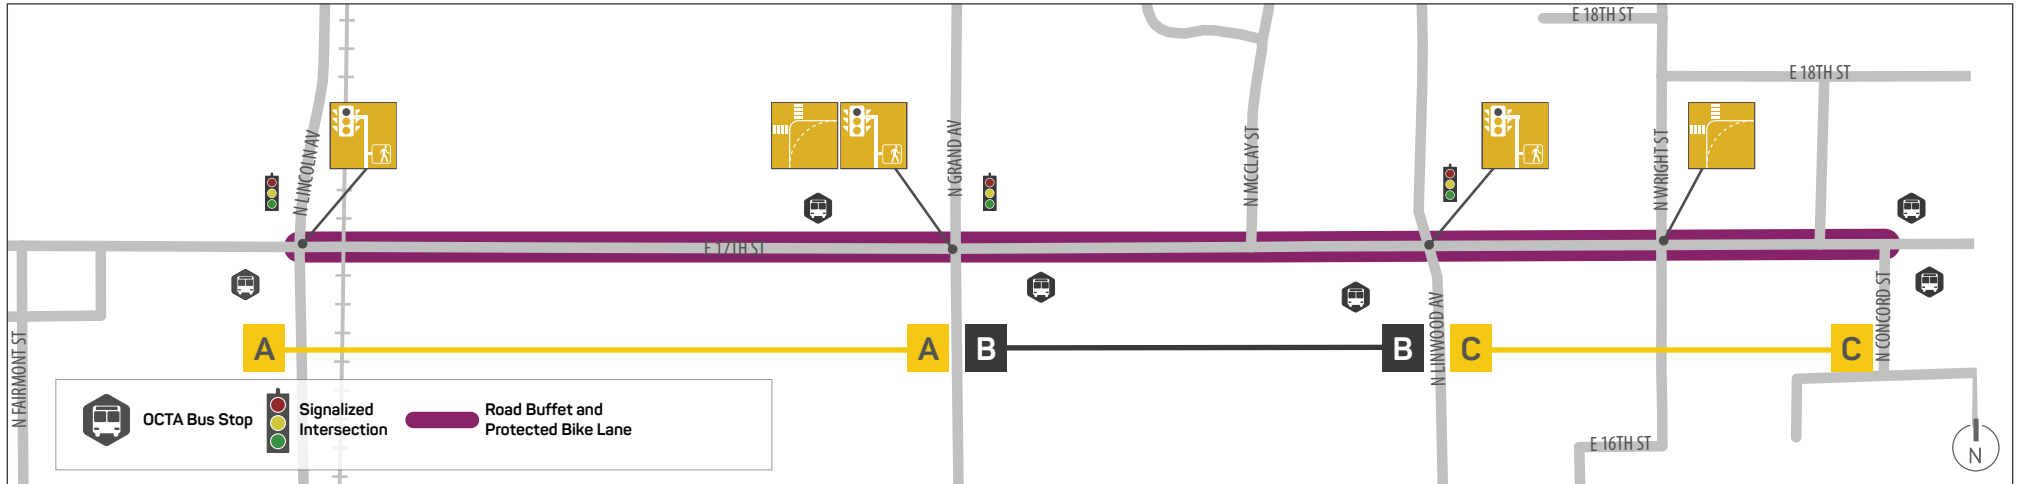 E 18TH ST
E 18TH ST
N LINCOLN AV
N GRAND AV
N MCCLAY ST
N WRIGHT ST
E 17TH ST
N FAIRMONT ST
N LINWOOD AV
N CONCORD ST
A
A
B
B
C
C
OCTA Bus Stop
Signalized
Intersection
Road Buffet and
Protected Bike Lane
E 16TH ST
N